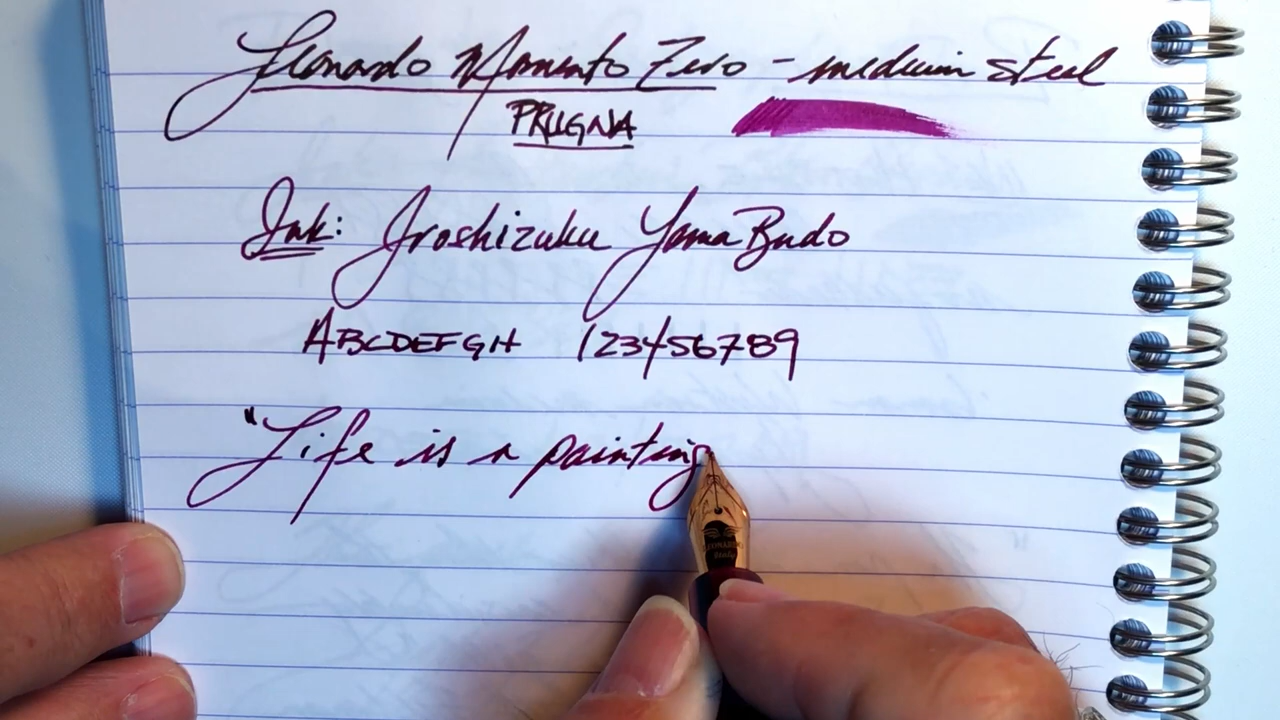 Leonardo Momento Zero - medium steel
PRUGNA
Ink: Iroshizuku Yama Budo
ABCDEFGH 123456789
"Life is a painting